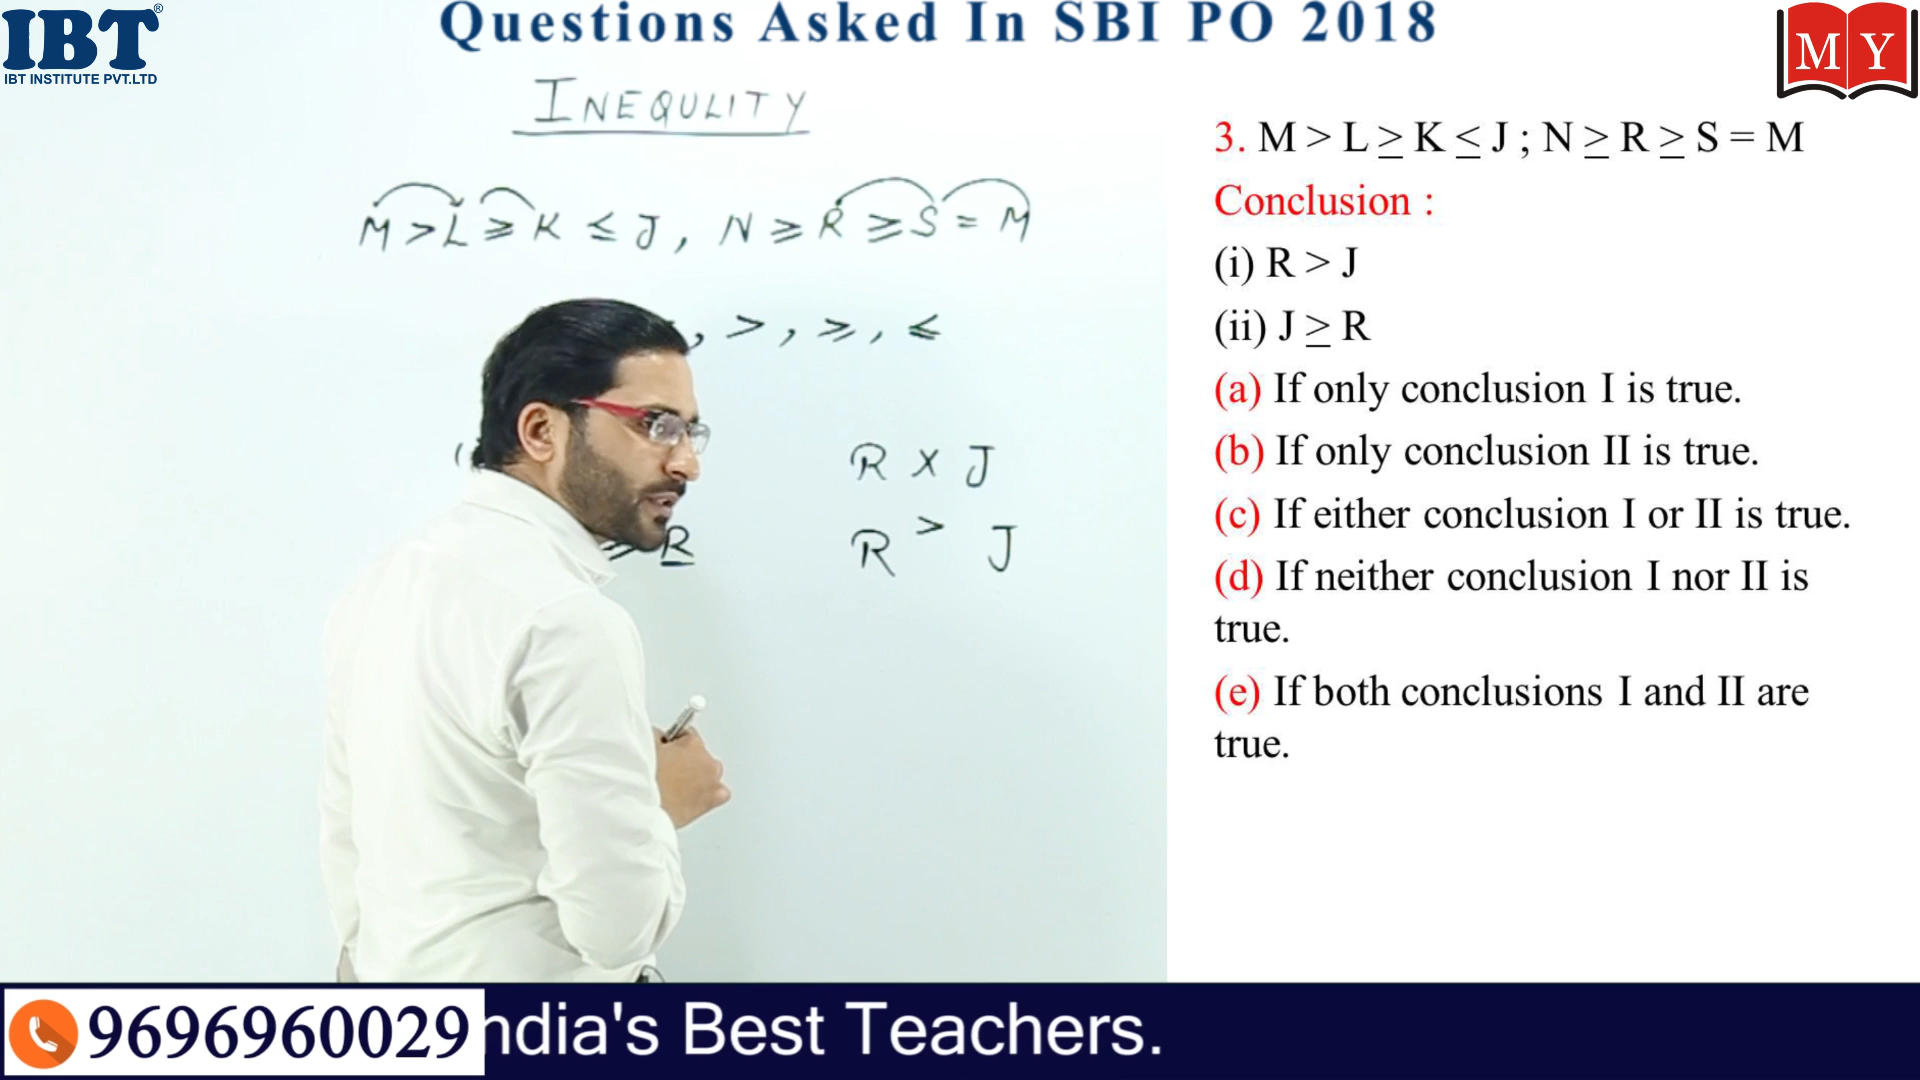 Questions Asked In SBI PO 2018
IBT®
IBT INSTITUTE PVT.LTD
MY
INEQULITY
M > L ≥ K ≤ J , N ≥ R ≥ S = M
, > , ≥ , ≤
R × J
≥ R
R > J
3. M > L ≥ K ≤ J ; N ≥ R ≥ S = M
Conclusion :
(i) R > J
(ii) J ≥ R
(a) If only conclusion I is true.
(b) If only conclusion II is true.
(c) If either conclusion I or II is true.
(d) If neither conclusion I nor II is
true.
(e) If both conclusions I and II are
true.
9696960029
ndia's Best Teachers.